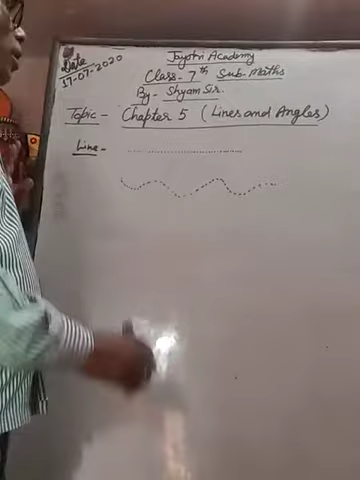 Date
17-07-2020
Jayotri Academy
Class- 7th Sub- Maths
By- Shyam Sir.
Topic- Chapter 5 (Lines and Angles)
Line-